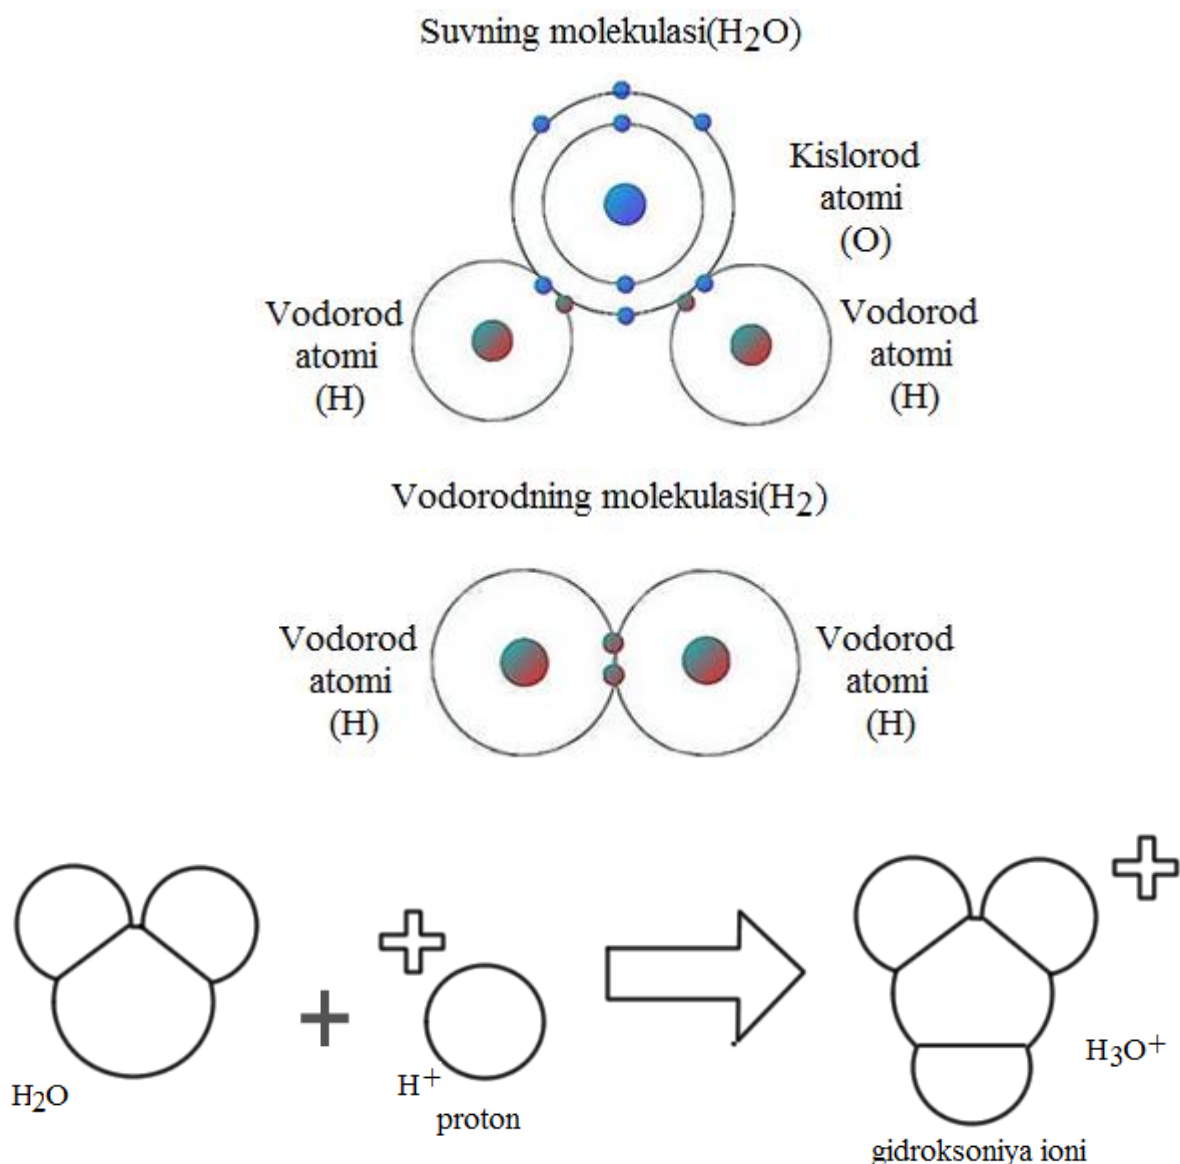 Suvning molekulasi(H₂O)
Kislorod
atomi
(O)
Vodorod
atomi
(H)
Vodorod
atomi
(H)
Vodorodning molekulasi(H₂)
Vodorod
atomi
(H)
Vodorod
atomi
(H)
H₂O
+
H⁺
proton
H₃O⁺
gidroksoniya ioni